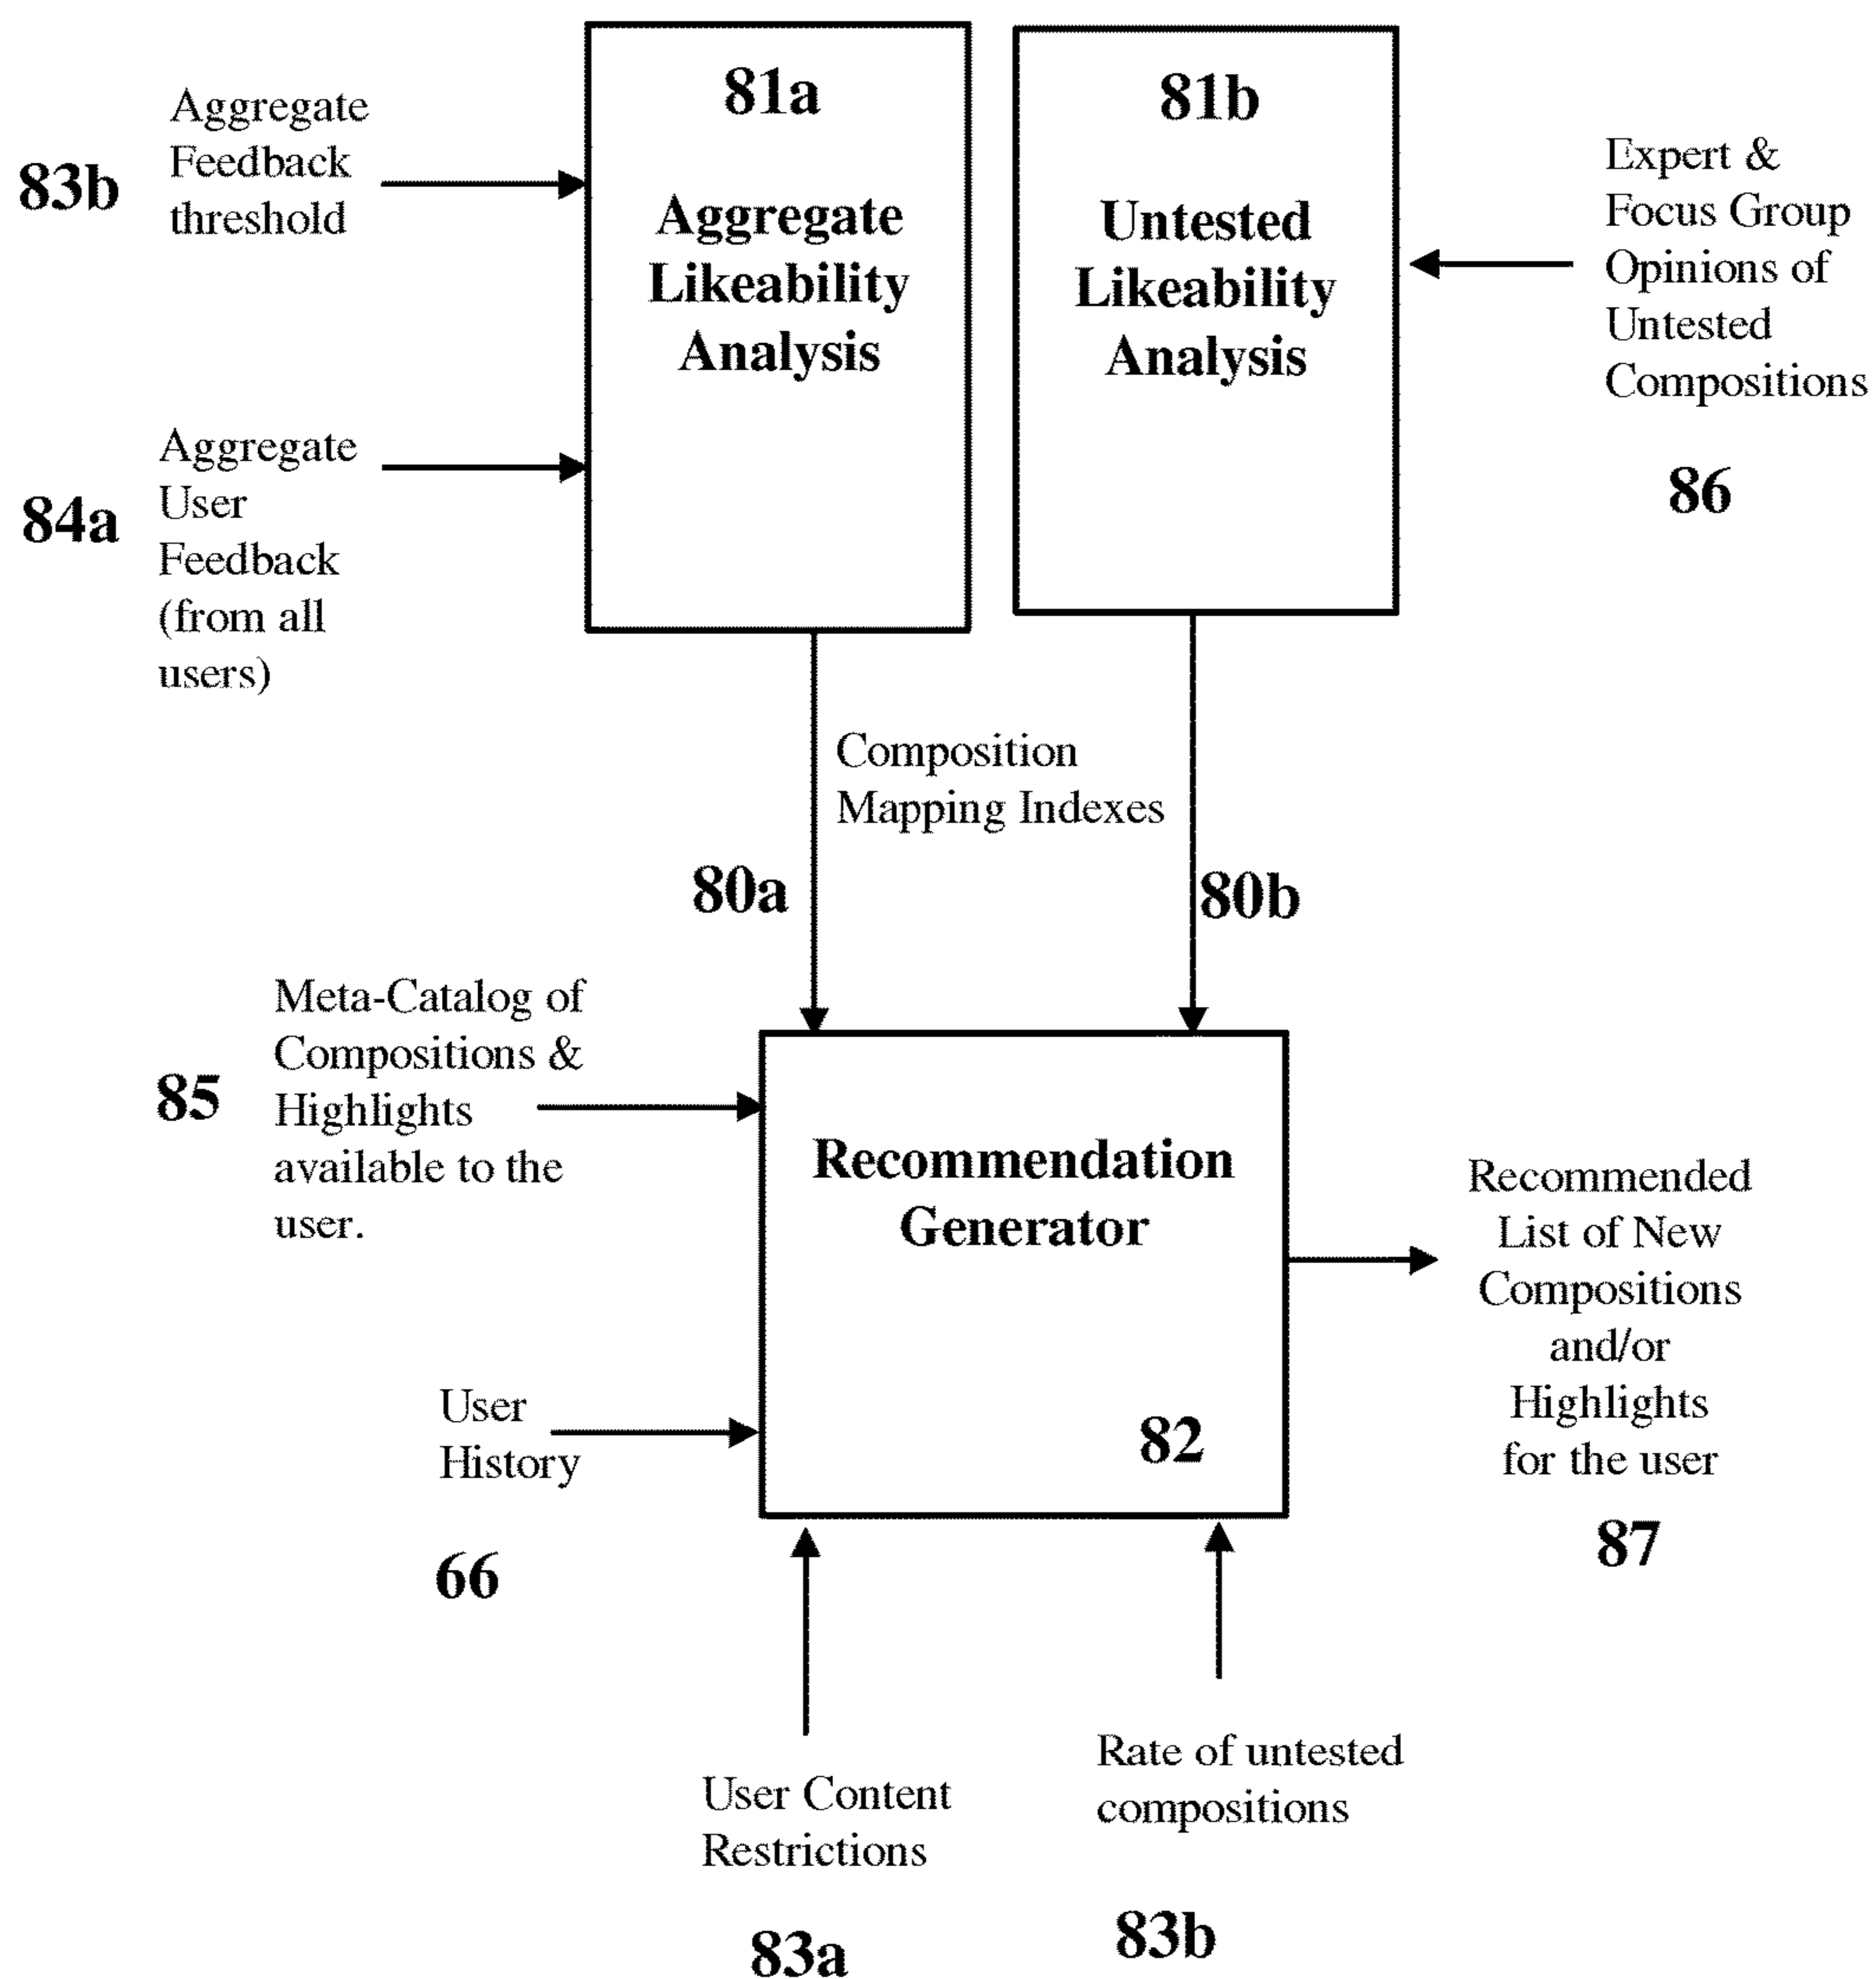 81a
Aggregate
Likeability
Analysis
81b
Untested
Likeability
Analysis
83b
Aggregate
Feedback
threshold
84a
Aggregate
User
Feedback
(from all
users)
Expert &
Focus Group
Opinions of
Untested
Compositions
86
Composition
Mapping Indexes
80a
80b
85
Meta-Catalog of
Compositions &
Highlights
available to the
user.
Recommendation
Generator
82
User
History
66
Recommended
List of New
Compositions
and/or
Highlights
for the user
87
User Content
Restrictions
83a
Rate of untested
compositions
83b